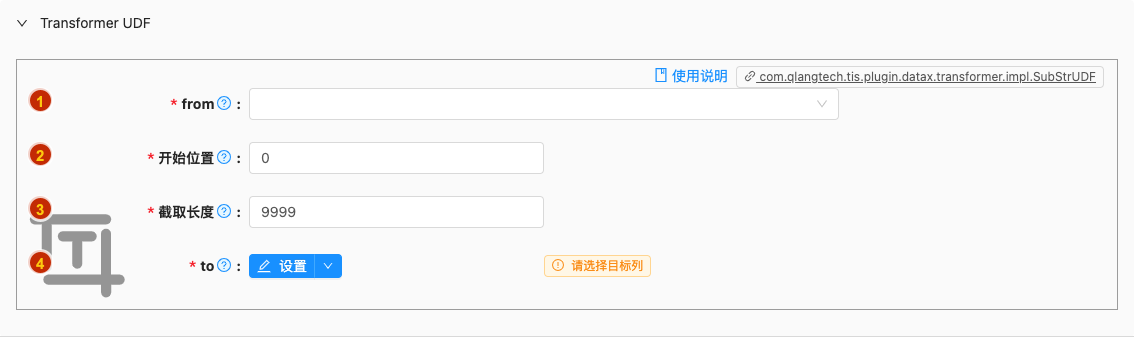 Transformer UDF
使用说明 com.qlangtech.tis.plugin.datax.transformer.impl.SubStrUDF
1 * from ? :
2 * 开始位置 ? : 0
3 * 截取长度 ? : 9999
T
4 * to ? : 设置 请选择目标列